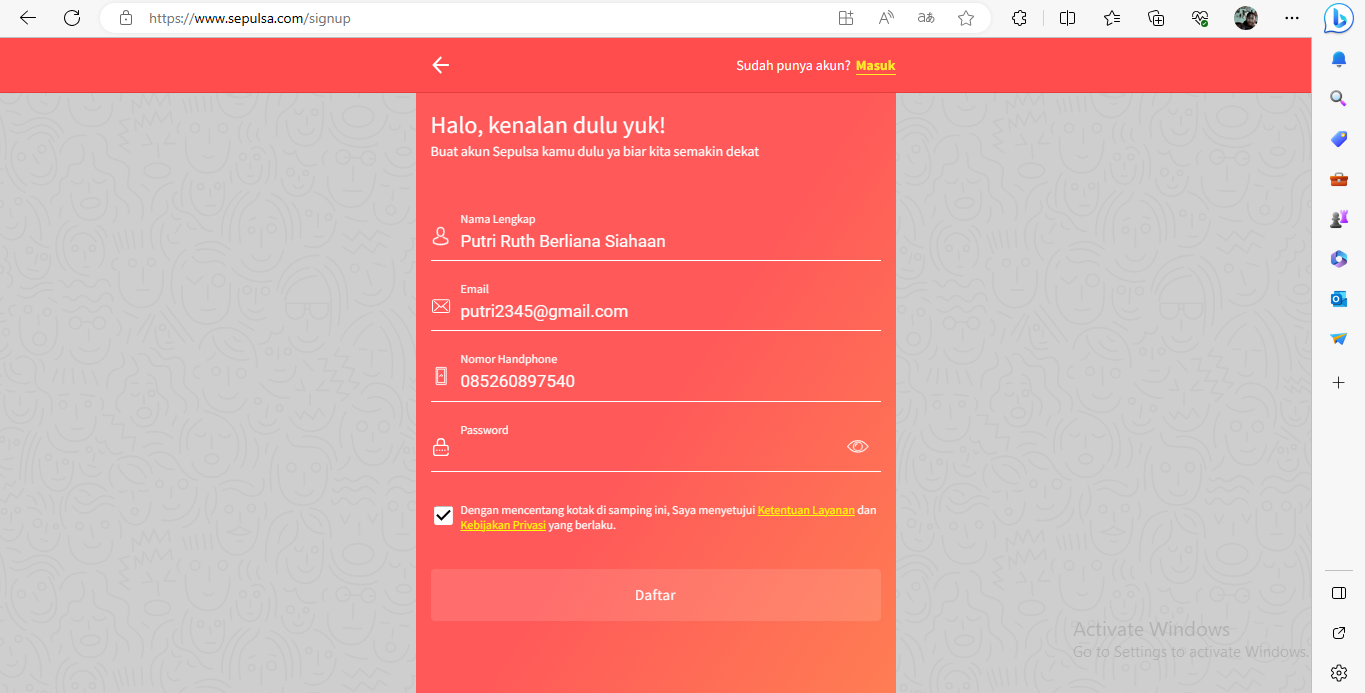 https://www.sepulsa.com/signup
Sudah punya akun? Masuk
Halo, kenalan dulu yuk!
Buat akun Sepulsa kamu dulu ya biar kita semakin dekat
Nama Lengkap
Putri Ruth Berliana Siahaan
Email
putri2345@gmail.com
Nomor Handphone
085260897540
Password
Dengan mencentang kotak di samping ini, Saya menyetujui Ketentuan Layanan dan
Kebijakan Privasi yang berlaku.
Daftar
Activate Windows
Go to Settings to activate Windows.